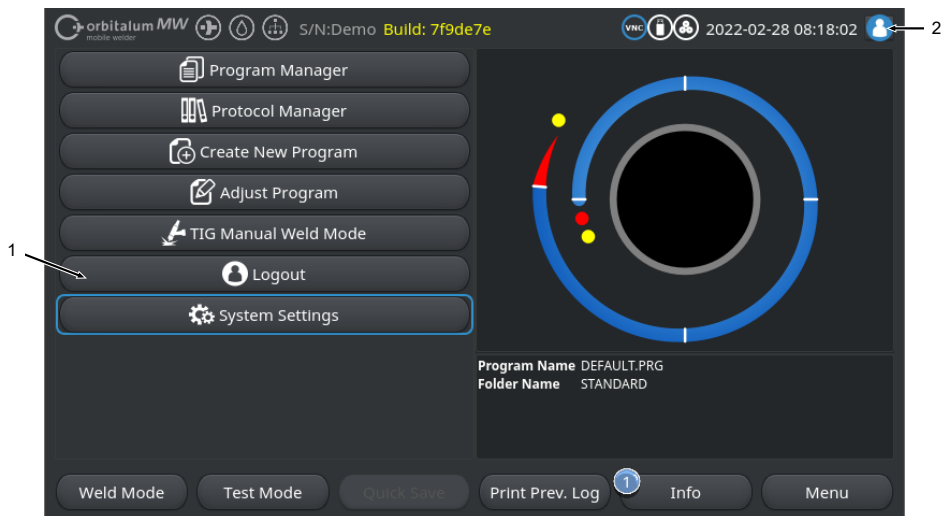 orbitalum MW
mobile welder
S/N:Demo Build: 7f9de7e
VNC
2022-02-28 08:18:02
2
Program Manager
Protocol Manager
Create New Program
Adjust Program
TIG Manual Weld Mode
1
Logout
System Settings
Program Name DEFAULT.PRG
Folder Name STANDARD
Weld Mode
Test Mode
Quick Save
Print Prev. Log
1
Info
Menu